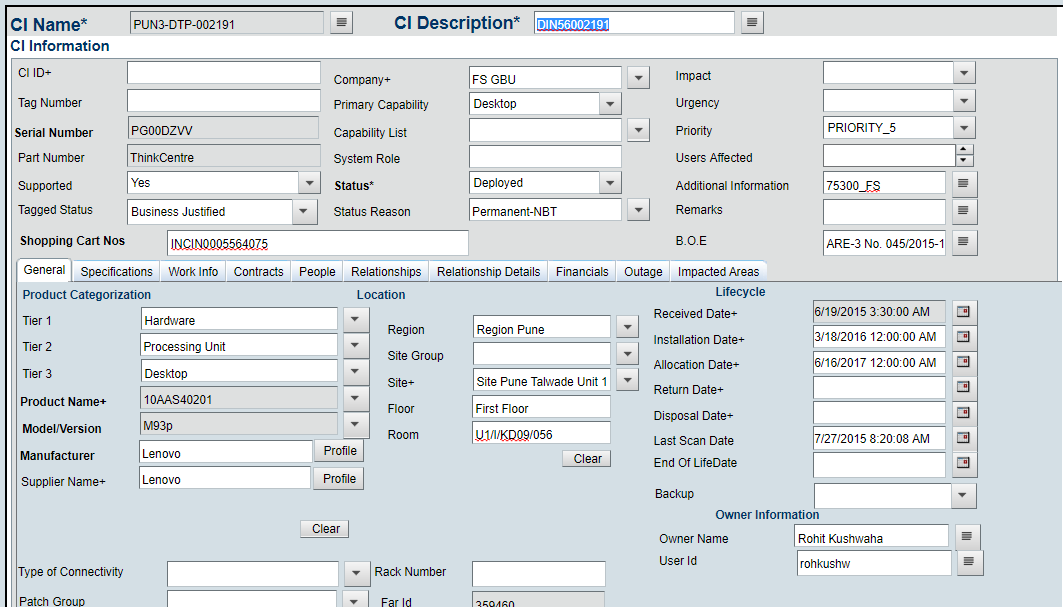 CI Name* PUN3-DTP-002191 CI Description* DIN56002191
CI Information
CI ID+ Company+ FS GBU Impact
Tag Number Primary Capability Desktop Urgency
Serial Number PG00DZVV Capability List Priority PRIORITY_5
Part Number ThinkCentre System Role Users Affected
Supported Yes Status* Deployed Additional Information 75300_FS
Tagged Status Business Justified Status Reason Permanent-NBT Remarks
Shopping Cart Nos INCIN0005564075 B.O.E ARE-3 No. 045/2015-1
General Specifications Work Info Contracts People Relationships Relationship Details Financials Outage Impacted Areas
Product Categorization Location Lifecycle
Tier 1 Hardware Region Region Pune Received Date+ 6/19/2015 3:30:00 AM
Tier 2 Processing Unit Site Group Installation Date+ 3/18/2016 12:00:00 AM
Tier 3 Desktop Site+ Site Pune Talwade Unit 1 Allocation Date+ 6/16/2017 12:00:00 AM
Product Name+ 10AAS40201 Floor First Floor Return Date+
Model/Version M93p Room U1/I/KD09/056 Disposal Date+
Manufacturer Lenovo Profile Clear Last Scan Date 7/27/2015 8:20:08 AM
Supplier Name+ Lenovo Profile End Of LifeDate
Backup
Clear Owner Information
Owner Name Rohit Kushwaha
User Id rohkushw
Type of Connectivity Rack Number
Patch Group Far Id 359460